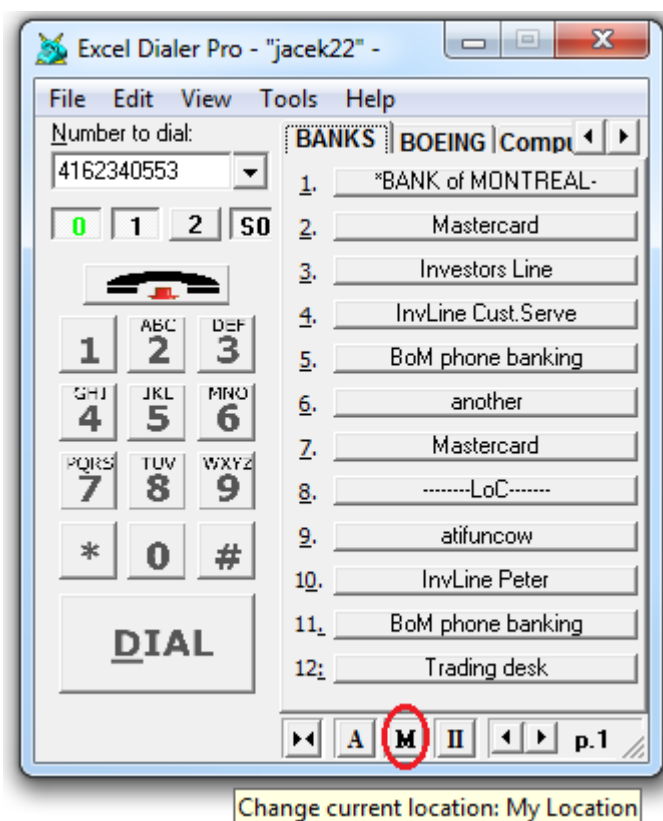 Excel Dialer Pro - "jacek22" -
File Edit View Tools Help
Number to dial:
4162340553
0 1 2 S0
1 ABC 2 DEF 3
GHI 4 JKL 5 MNO 6
PQRS 7 TUV 8 WXYZ 9
* 0 #
DIAL
BANKS BOEING Compu
1. *BANK of MONTREAL-
2. Mastercard
3. Investors Line
4. InvLine Cust.Serve
5. BoM phone banking
6. another
7. Mastercard
8. --------LoC-------
9. atifuncow
10. InvLine Peter
11. BoM phone banking
12: Trading desk
A M II p.1
Change current location: My Location